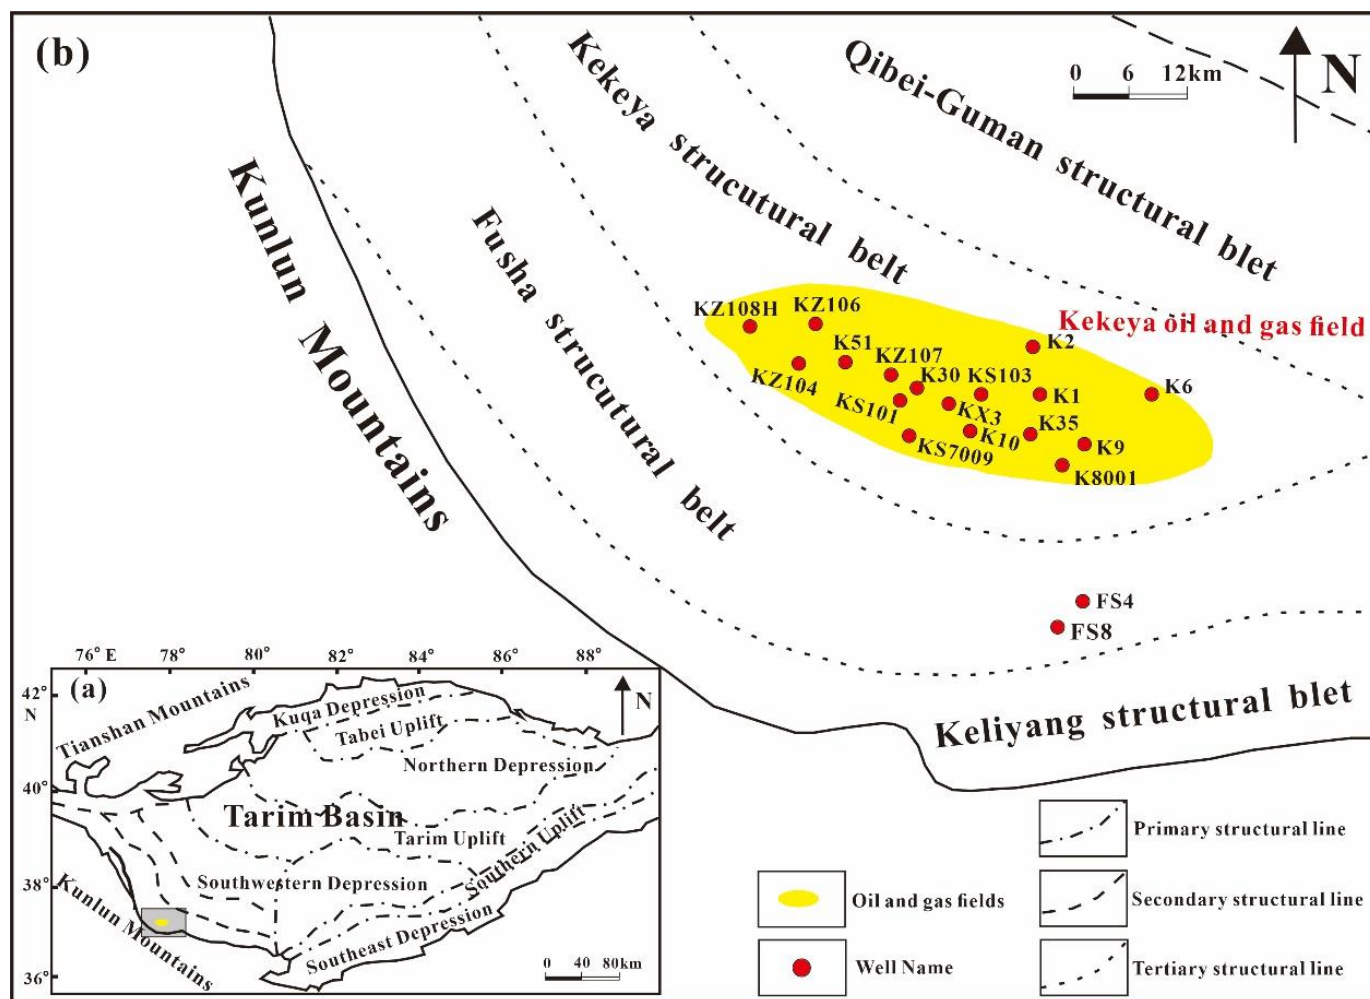 (b)
Kekeya strucutural belt
Qibei-Guman structural blet
0 6 12km
N
Kunlun Mountains
Fusha strucutural belt
KZ108H
KZ106
Kekeya oil and gas field
K2
K51
KZ107
KZ104
K30
KS103
K1
K6
KS101
KX3
K10
K35
K9
KS7009
K8001
FS4
FS8
Keliyang structural blet
76° E 78° 80° 82° 84° 86° 88°
(a)
N
42°
N
40°
38°
36°
Tianshan Mountains
Kuqa Depression
Tabei Uplift
Northern Depression
Tarim Basin
Tarim Uplift
Southern Uplift
Southwestern Depression
Kunlun Mountains
Southeast Depression
0 40 80km
Oil and gas fields
Well Name
Primary structural line
Secondary structural line
Tertiary structural line